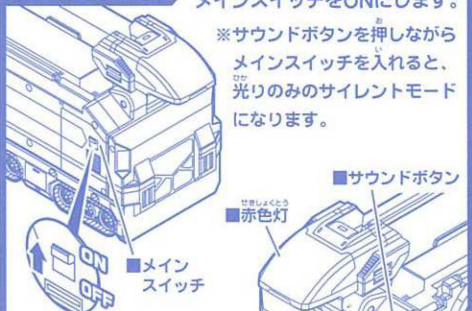 メインスイッチをONにします。
※サウンドボタンを押しながら
メインスイッチを入れると、
光りのみのサイレントモード
になります。
■サウンドボタン
■赤色灯
■メイン
スイッチ
ON
OFF